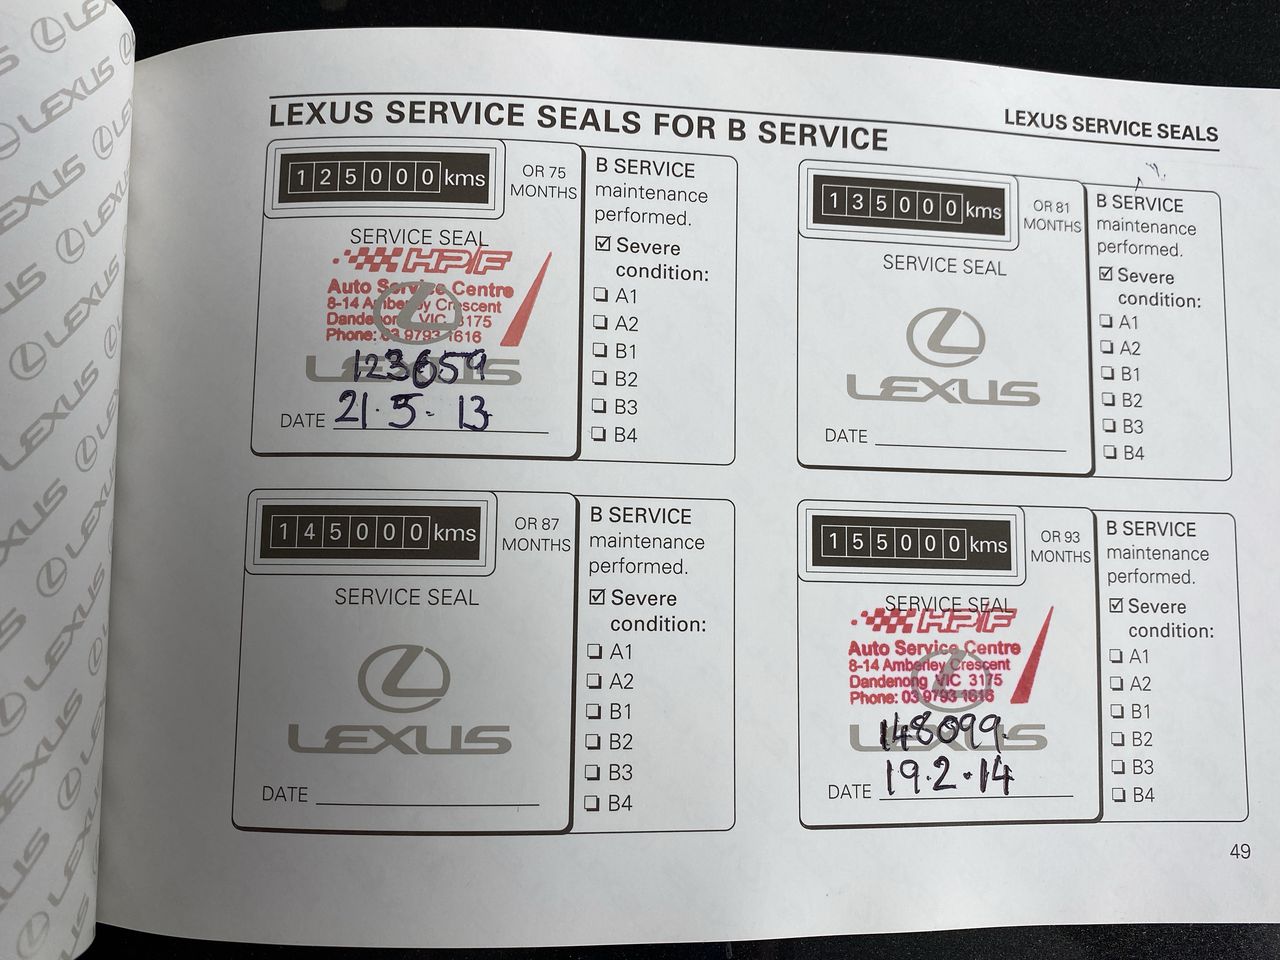 LEXUS SERVICE SEALS FOR B SERVICE
LEXUS SERVICE SEALS
125000 kms
OR 75
MONTHS
SERVICE SEAL
HPF
Auto Service Centre
8-14 Amberley Crescent
Dandenong VIC 3175
Phone: 03 9793 1616
LEXUS
123659
DATE 21.5.13
B SERVICE
maintenance
performed.
Severe
condition:
A1
A2
B1
B2
B3
B4
135000 kms
OR 81
MONTHS
SERVICE SEAL
LEXUS
DATE
B SERVICE
maintenance
performed.
Severe
condition:
A1
A2
B1
B2
B3
B4
145000 kms
OR 87
MONTHS
SERVICE SEAL
LEXUS
DATE
B SERVICE
maintenance
performed.
Severe
condition:
A1
A2
B1
B2
B3
B4
155000 kms
OR 93
MONTHS
SERVICE SEAL
HPF
Auto Service Centre
8-14 Amberley Crescent
Dandenong VIC 3175
Phone: 03 9793 1616
LEXUS
148099.
DATE 19.2.14
B SERVICE
maintenance
performed.
Severe
condition:
A1
A2
B1
B2
B3
B4
49